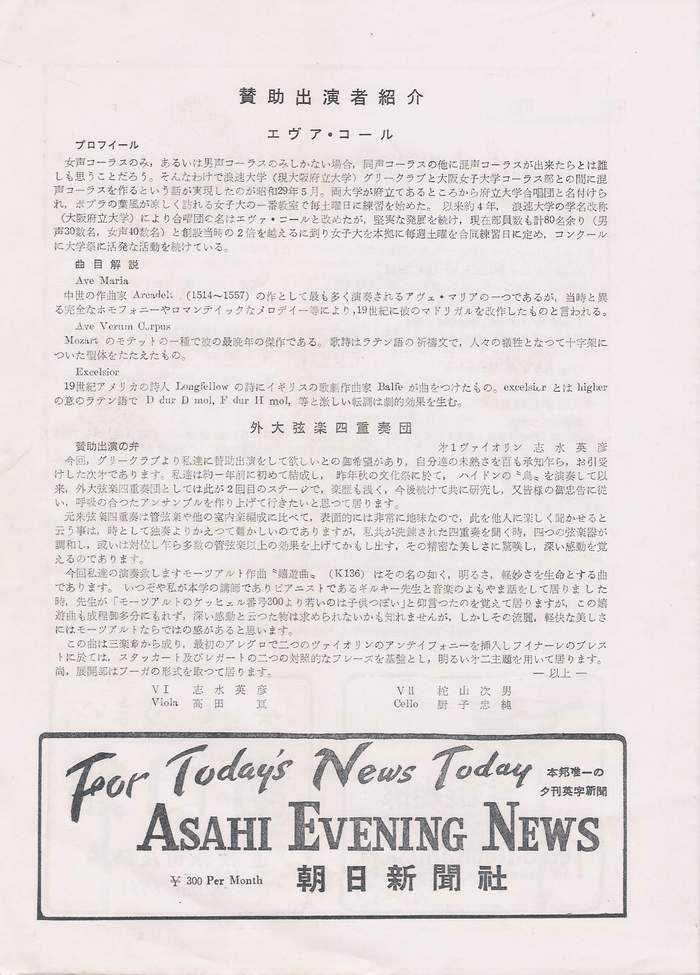 賛助出演者紹介
エヴア・コール
プロフイール
女声コーラスのみ，あるいは男声コーラスのみしかない場合，同声コーラスの他に混声コーラスが出来たらとは誰
しも思うことだろう。そんなわけで浪速大学（現大阪府立大学）グリークラブと大阪女子大学コーラス部との間に混
声コーラスを作るという話が実現したのが昭和29年5月。両大学が府立であるところから府立大学合唱団と名付けら
れ，ポプラの葉風が涼しく訪れる女子大の一番教室で毎土曜日に練習を始めた。以来約4年，浪速大学の学名改称
（大阪府立大学）により合唱団の名はエヴァ・コールと改めたが，堅実な発展を続け，現在部員数も計80名余り（男
声30数名，女声40数名）と創設当時の2倍を越えるに到り女子大を本拠に毎週土曜を合同練習日に定め，コンクール
に大学祭に活発な活動を続けている。
曲目解説
Ave Maria
中世の作曲家 Arcadelt （1514～1557）の作として最も多く演奏されるアヴェ・マリアの一つであるが，当時と異
る完全なホモフォニーやロマンテイックなメロデイー等により，19世紀に彼のマドリガルを改作したものと言われる。
Ave Verum Corpus
Mozart のモテットの一種で彼の最晩年の傑作である。歌詩はラテン語の祈禱文で，人々の犠牲となつて十字架に
ついた聖体をたたえたもの。
Excelsior
19世紀アメリカの詩人 Longfellow の詩にイギリスの歌劇作曲家 Balfe が曲をつけたもの。excelsior とは higher
の意のラテン語で D dur D mol, F dur H mol, 等と激しい転調は劇的効果を生む。
外大弦楽四重奏団
賛助出演の弁 才1ヴァイオリン 志水英彦
今回，グリークラブより私達に賛助出演をして欲しいとの御希望があり，自分達の未熟さを百も承知乍ら，お引受
けした次才であります。私達は約一年前に初めて結成し，昨年秋の文化祭に於て，ハイドンの〝鳥〟を演奏して以
来，外大弦楽四重奏団としては此が2回目のステージで，楽歴も浅く，今後続けて共に研究し，又皆様の御忠告に従
い，呼吸の合つたアンサンブルを作り上げて行きたいと思つて居ります。
元来弦楽四重奏は管弦楽や他の室内楽編成に比べて，表面的には非常に地味なので，此を他人に楽しく聞かせると
云う事は，時として独奏よりかえつて難かしいのでありますが，私共が洗錬された四重奏を聞く時，四つの弦楽器が
調和し，或いは対位し乍ら多数の管弦楽以上の効果を上げてかもし出す，その精密な美しさに驚嘆し，深い感動を覚
えるのであります。
今回私達の演奏致しますモーツアルト作曲〝嬉遊曲〟（K136）はその名の如く，明るさ，軽妙さを生命とする曲
であります。いつぞや私が本学の講師でありピアニストであるギルキー先生と音楽のよもやま話をして居りました
時，先生が「モーツアルトのケッヒェル番号300より若いのは子供つぽい」と仰言つたのを覚えて居りますが，この嬉
遊曲も成程御多分にもれず，深い感動と云つた物は求められないかも知れませんが，しかしその流麗，軽快な美しさ
にはモーツアルトならではの感があると思います。
この曲は三楽章から成り，最初のアレグロで二つのヴァイオリンのアンテイフォニーを挿入しフイナーレのプレス
トに於ては，スタッカート及びレガートの二つの対照的なフレーズを基盤とし，明るい才二主題を用いて居ります。
尚，展開部はフーガの形式を取つて居ります。 ― 以上 ―
V I 志水英彦 V II 柁山次男
Viola 高田 亘 Cello 厨子忠純
For Today's News Today
本邦唯一の
夕刊英字新聞
ASAHI EVENING NEWS
¥ 300 Per Month 朝日新聞社